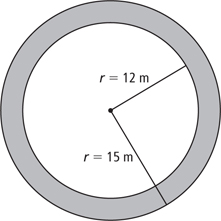 r = 12 m
r = 15 m